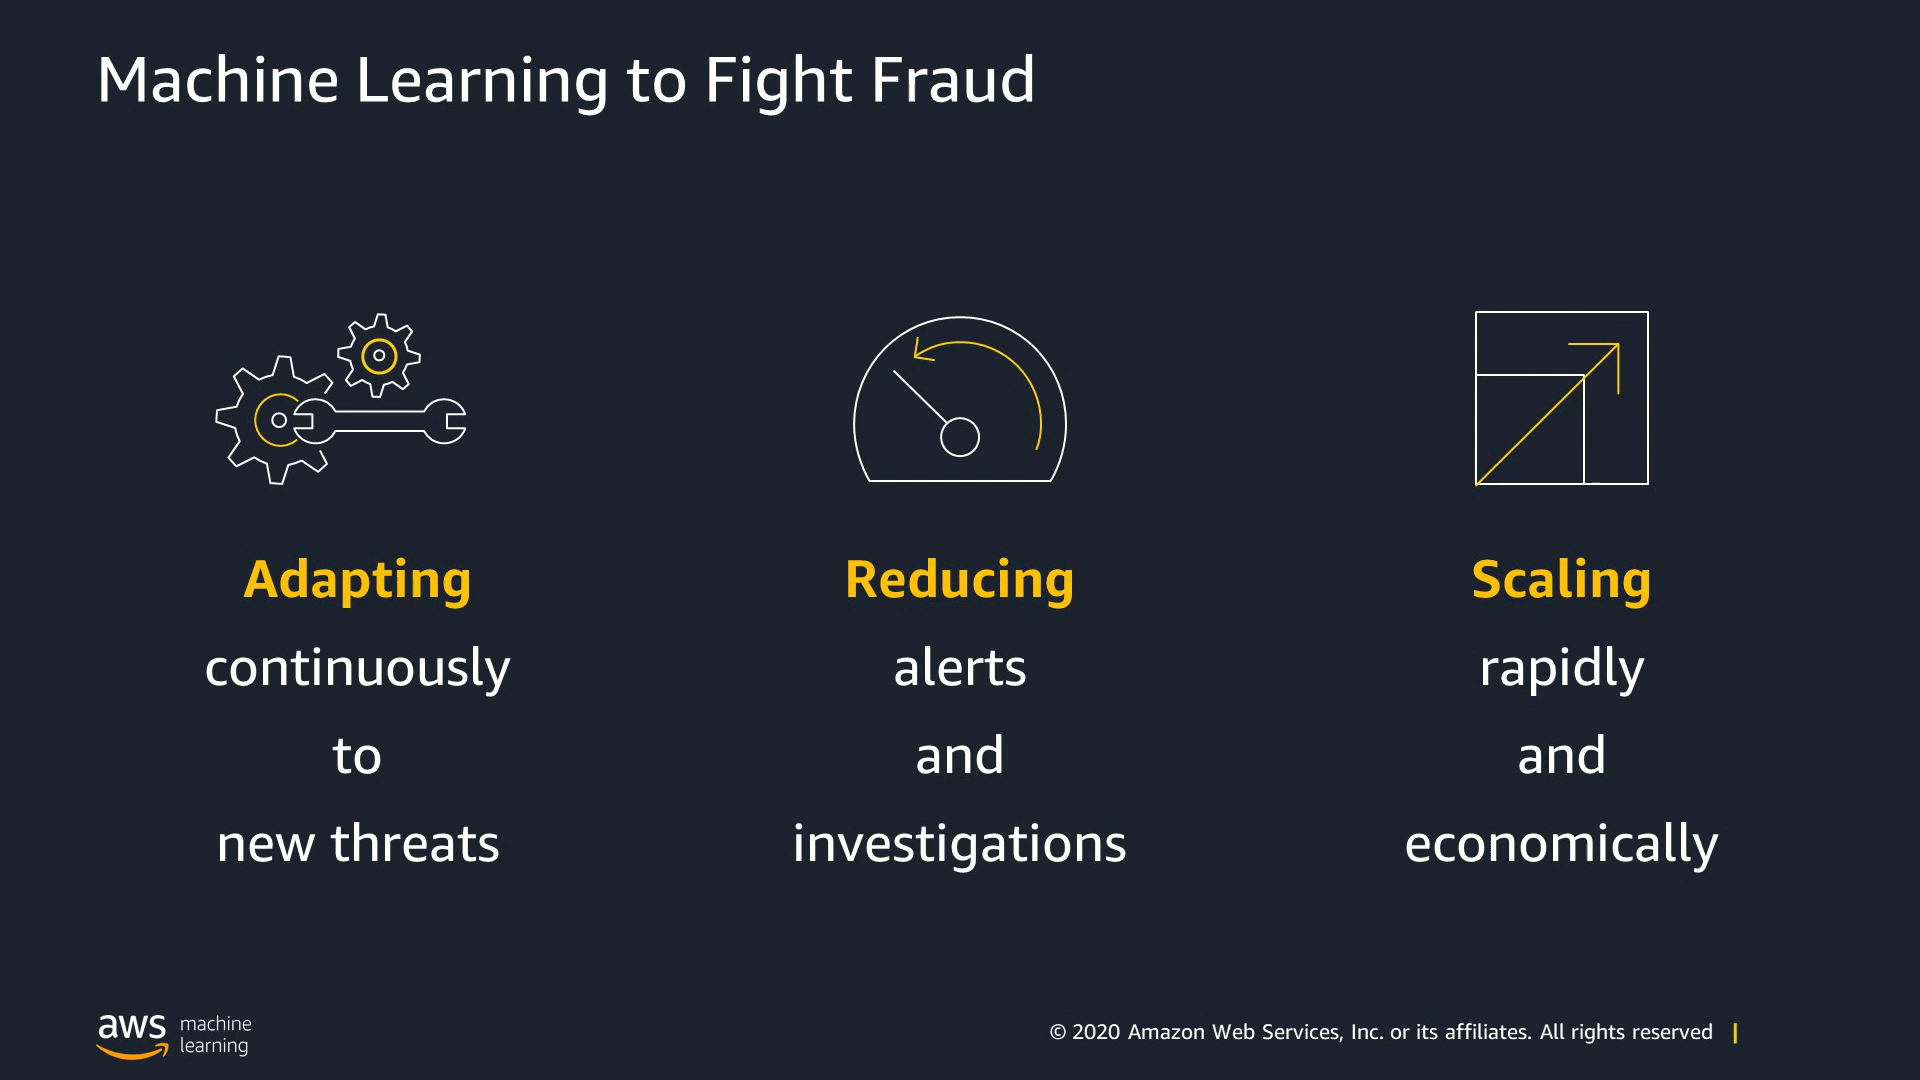 Machine Learning to Fight Fraud
Adapting
continuously
to
new threats
Reducing
alerts
and
investigations
Scaling
rapidly
and
economically
aws machine
learning
© 2020 Amazon Web Services, Inc. or its affiliates. All rights reserved |